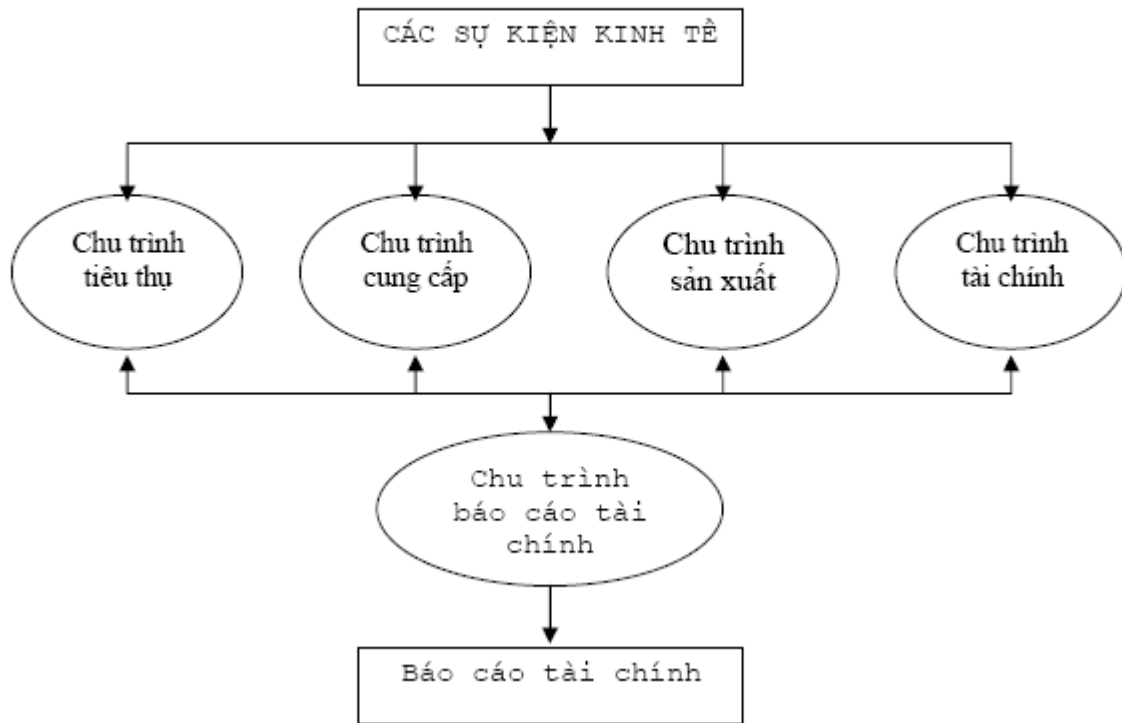 CÁC SỰ KIỆN KINH TỀ
Chu trình
tiêu thụ
Chu trình
cung cấp
Chu trình
sản xuất
Chu trình
tài chính
Chu trình
báo cáo tài
chính
Báo cáo tài chính